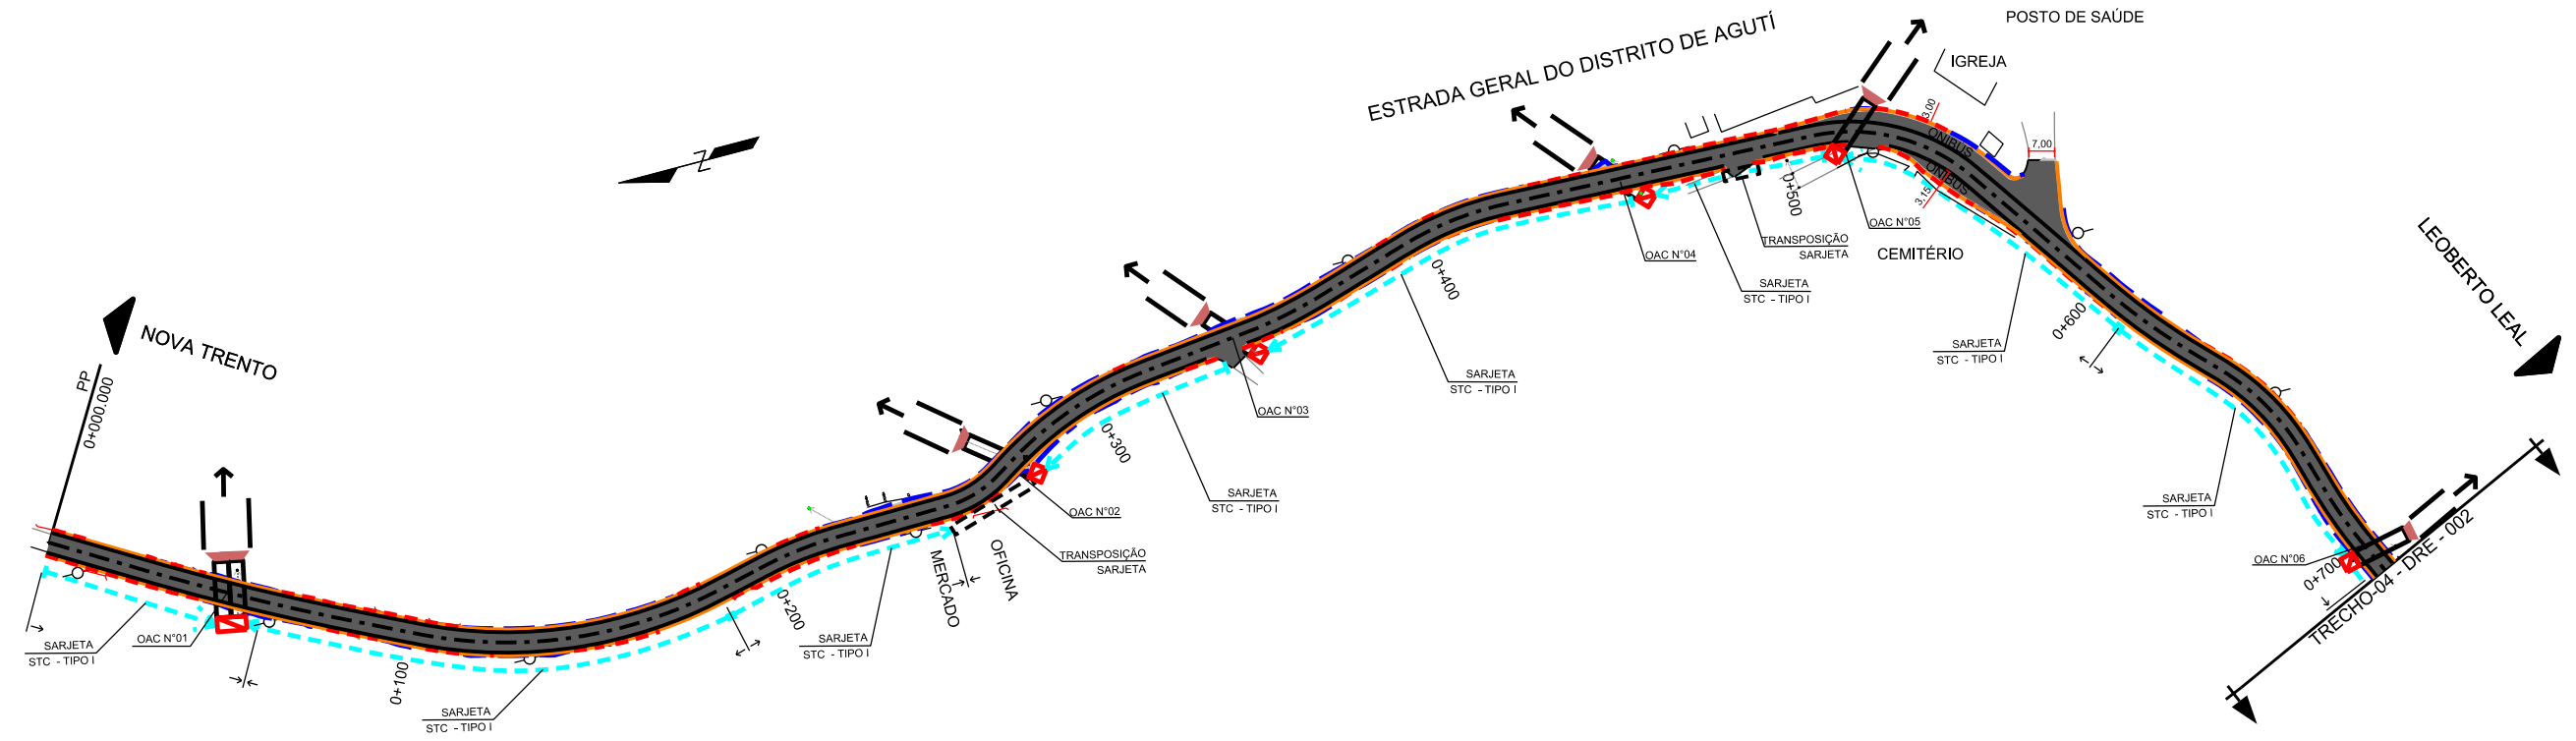 POSTO DE SAÚDE
ESTRADA GERAL DO DISTRITO DE AGUTÍ
IGREJA
3,00
ÔNIBUS
7,00
ÔNIBUS
3,15
Z
0+500
OAC N°05
TRANSPOSIÇÃO
SARJETA
CEMITÉRIO
OAC N°04
SARJETA
STC - TIPO I
LEOBERTO LEAL
0+400
0+600
SARJETA
STC - TIPO I
NOVA TRENTO
PP
0+000.000
SARJETA
STC - TIPO I
OAC N°03
0+300
SARJETA
STC - TIPO I
SARJETA
STC - TIPO I
OAC N°02
TRANSPOSIÇÃO
SARJETA
OFICINA
MERCADO
OAC N°06
0+700
TRECHO-04 - DRE - 002
0+200
SARJETA
STC - TIPO I
OAC N°01
SARJETA
STC - TIPO I
0+100
SARJETA
STC - TIPO I